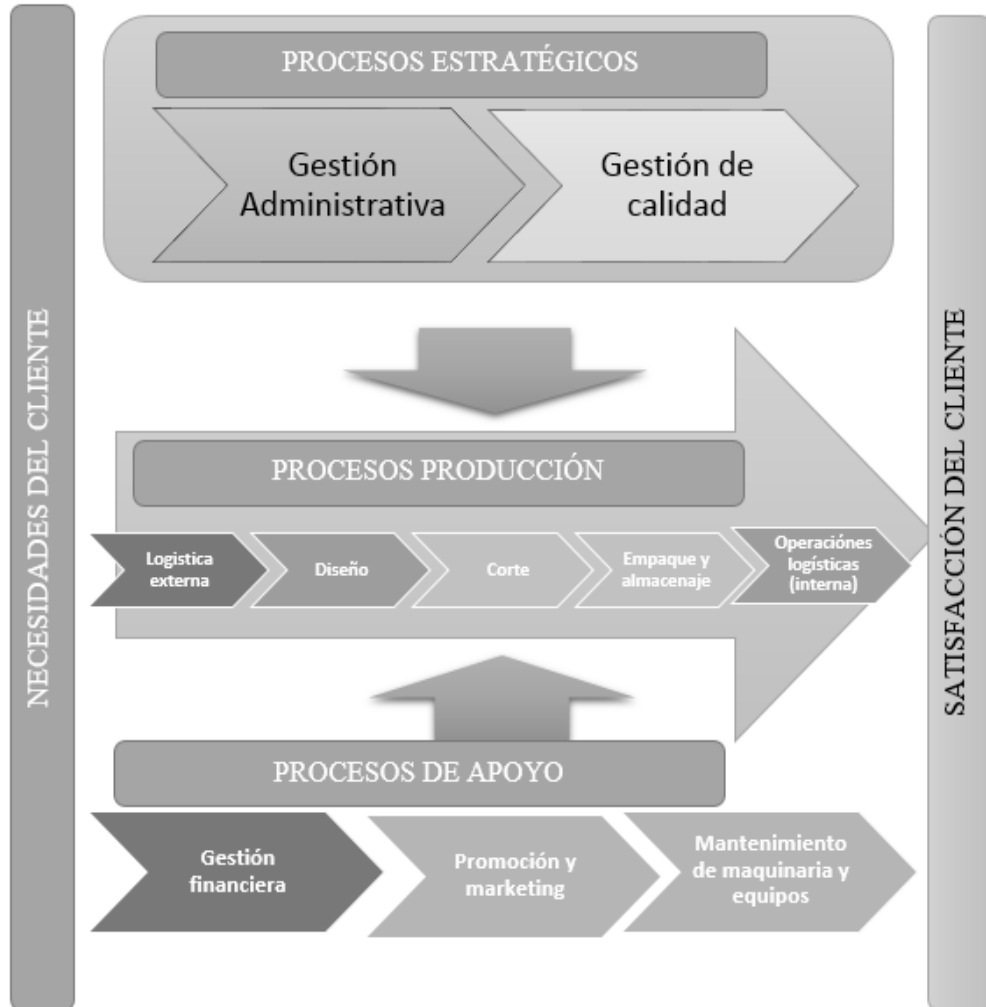 PROCESOS ESTRATÉGICOS
Gestión
Administrativa
Gestión de
calidad
NECESIDADES DEL CLIENTE
PROCESOS PRODUCCIÓN
Logistica
externa
Diseño
Corte
Empaque y
almacenaje
Operaciónes
logísticas
(interna)
PROCESOS DE APOYO
Gestión
financiera
Promoción y
marketing
Mantenimiento
de maquinaria y
equipos
SATISFACCIÓN DEL CLIENTE